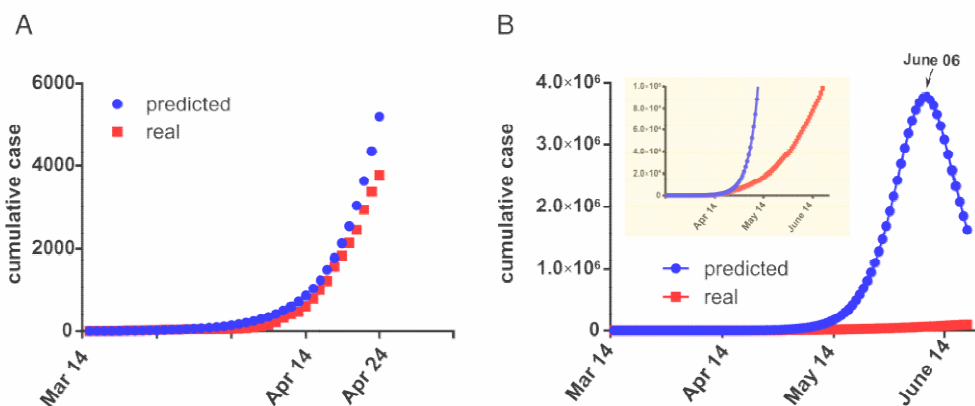 A
cumulative case
6000
4000
2000
0
predicted
real
Mar 14
Apr 14
Apr 24
B
cumulative case
4.0×10⁶
3.0×10⁶
2.0×10⁶
1.0×10⁶
0
June 06
predicted
real
Mar 14
Apr 14
May 14
June 14
0
Apr 14
May 14
June 14